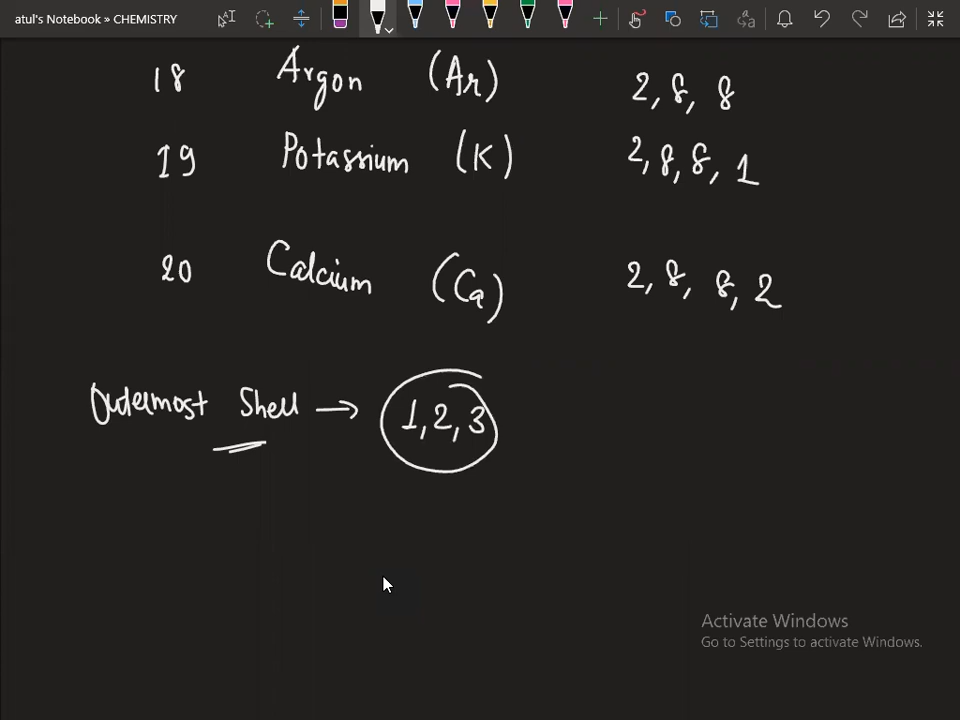 atul's Notebook » CHEMISTRY
18 Argon (Ar) 2, 8, 8
19 Potassium (K) 2, 8, 8, 1
20 Calcium (Ca) 2, 8, 8, 2
Outermost Shell → 1, 2, 3
Activate Windows
Go to Settings to activate Windows.